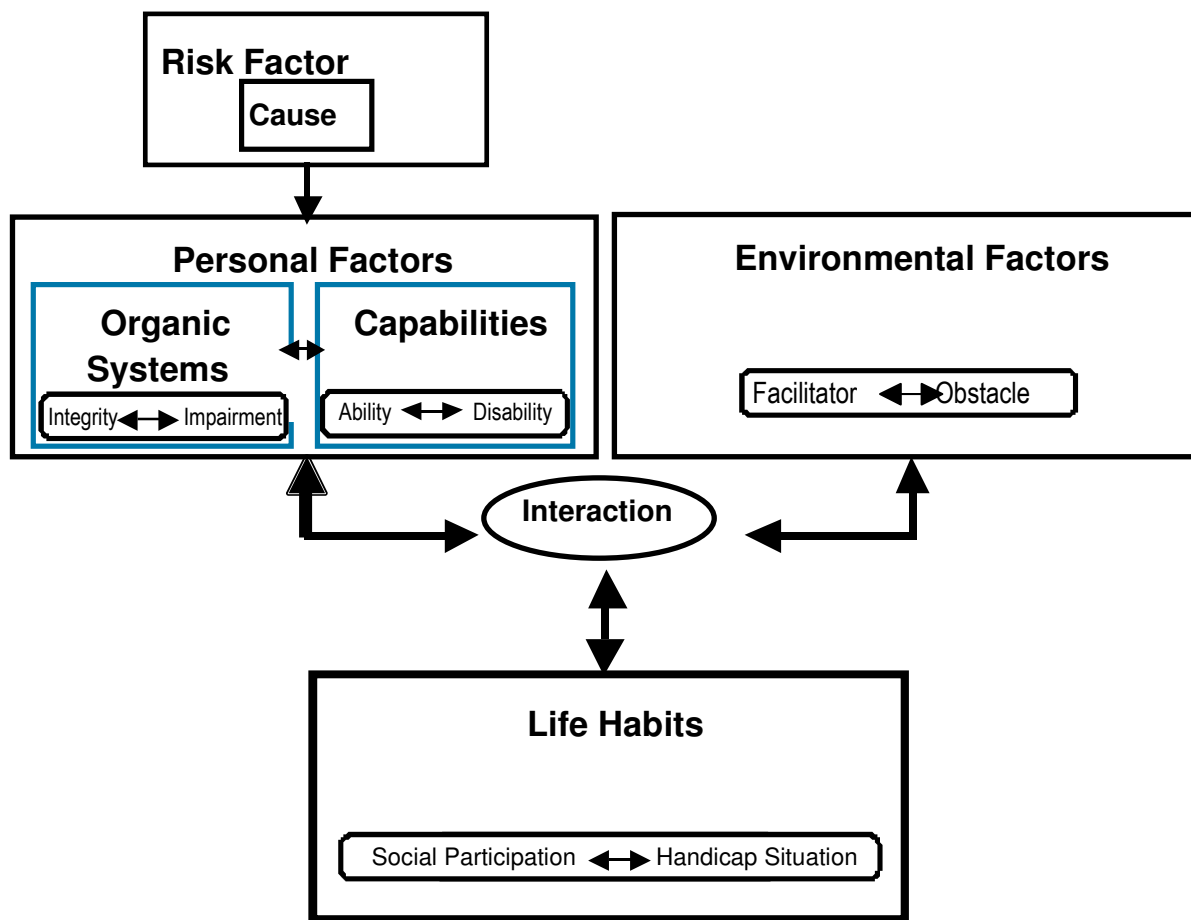 Risk Factor
Cause
Personal Factors
Organic
Systems
Integrity Impairment
Capabilities
Ability Disability
Environmental Factors
Facilitator Obstacle
Interaction
Life Habits
Social Participation Handicap Situation